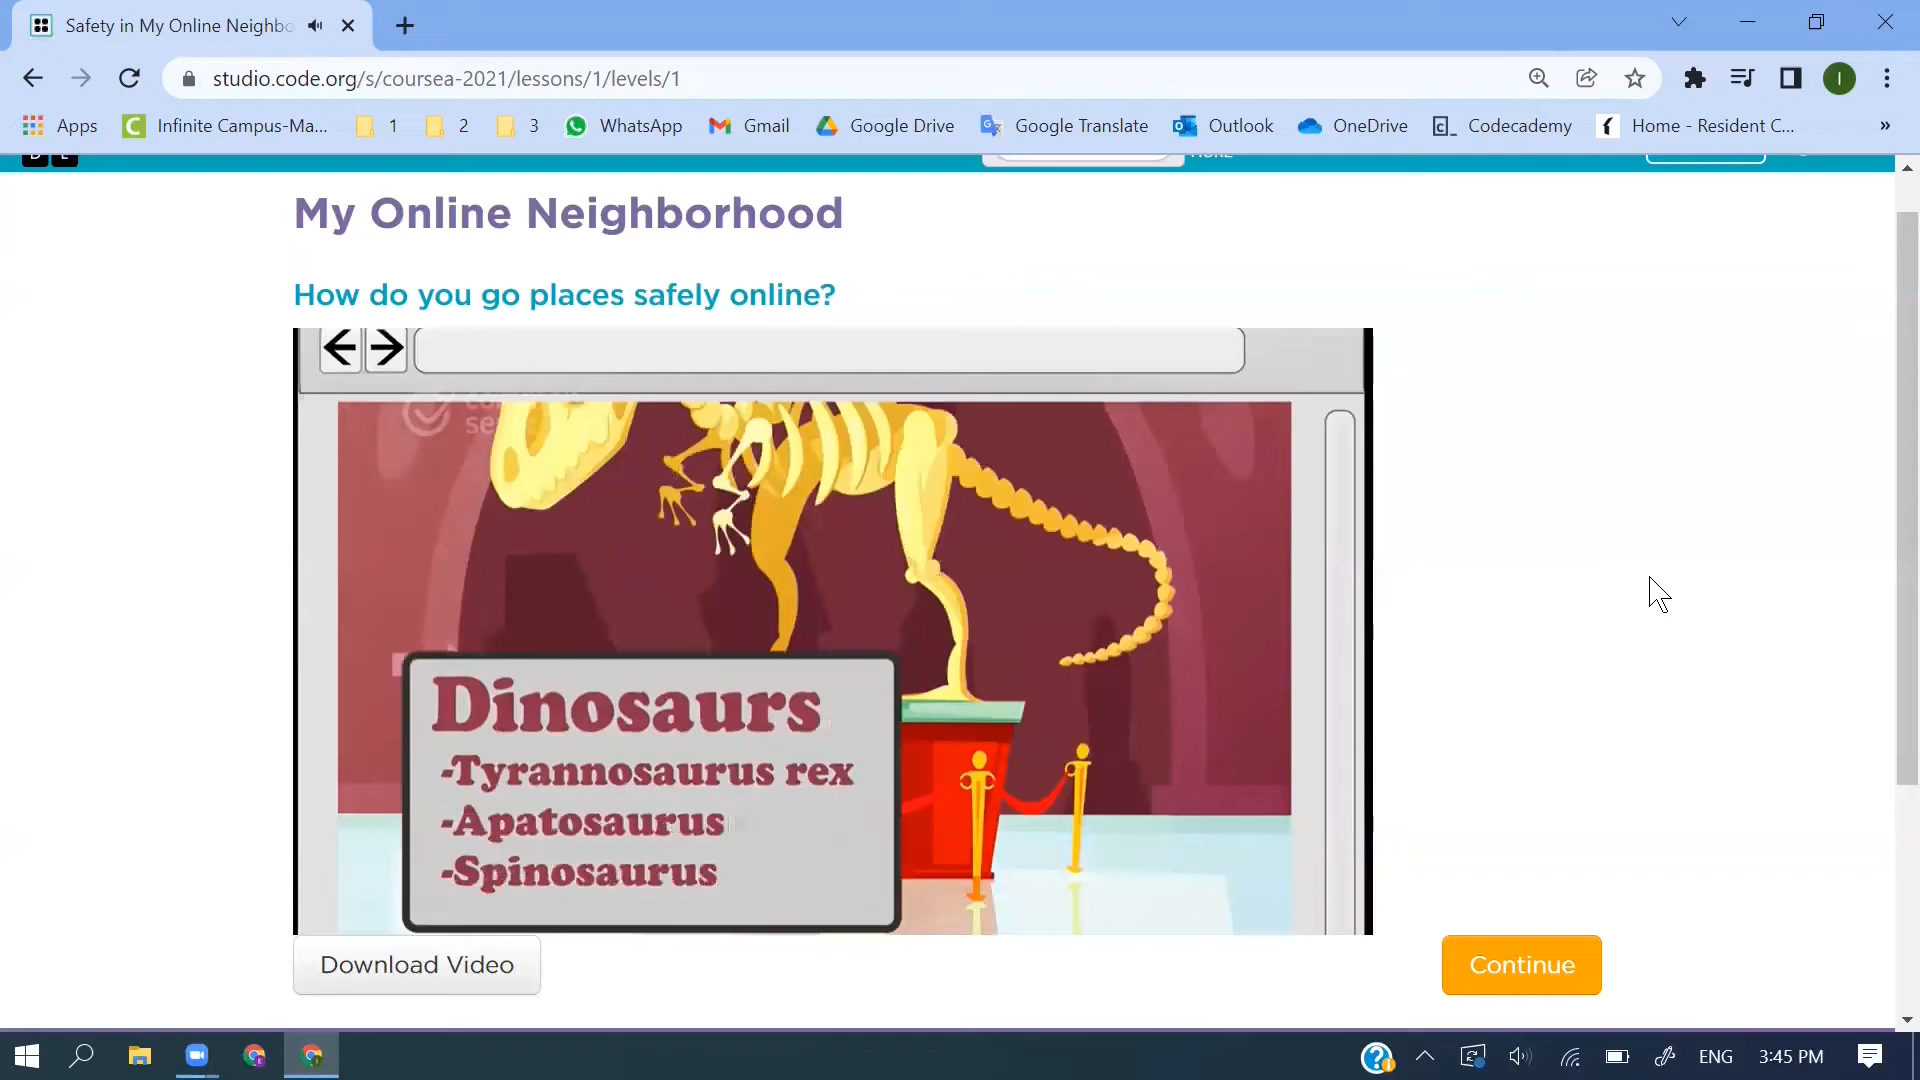 Safety in My Online Neighbo
studio.code.org/s/coursea-2021/lessons/1/levels/1
I
Apps
Infinite Campus-Ma...
1
2
3
WhatsApp
Gmail
Google Drive
Google Translate
Outlook
OneDrive
Codecademy
Home - Resident C...
»
MORE
My Online Neighborhood
How do you go places safely online?
Dinosaurs
-Tyrannosaurus rex
-Apatosaurus
-Spinosaurus
Download Video
Continue
ENG
3:45 PM